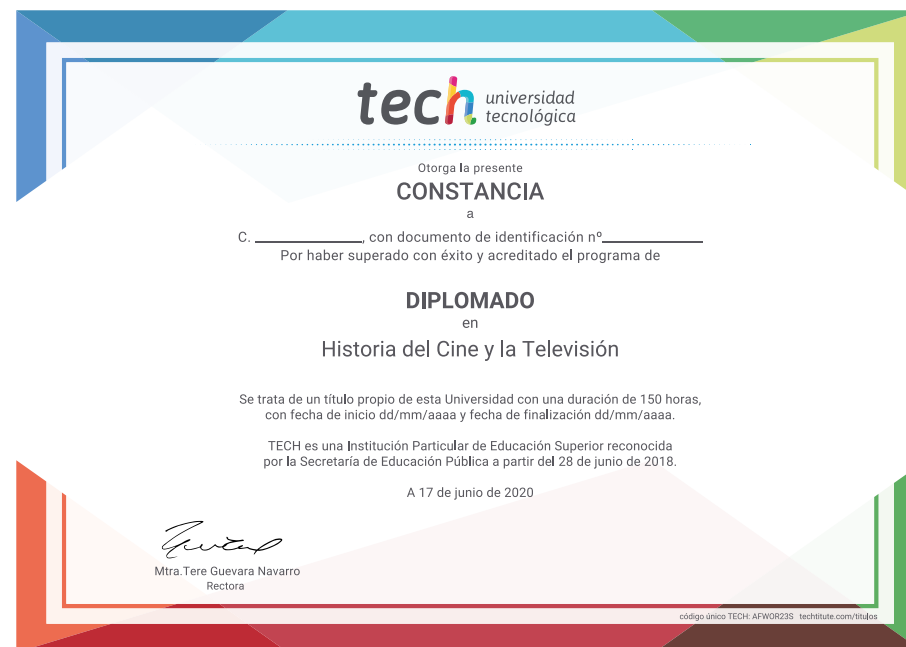 tech universidad
tecnológica
Otorga la presente
CONSTANCIA
a
C. ____________, con documento de identificación nº____________
Por haber superado con éxito y acreditado el programa de
DIPLOMADO
en
Historia del Cine y la Televisión
Se trata de un título propio de esta Universidad con una duración de 150 horas,
con fecha de inicio dd/mm/aaaa y fecha de finalización dd/mm/aaaa.
TECH es una Institución Particular de Educación Superior reconocida
por la Secretaría de Educación Pública a partir del 28 de junio de 2018.
A 17 de junio de 2020
Mtra.Tere Guevara Navarro
Rectora
código único TECH: AFWOR23S techtitute.com/titulos